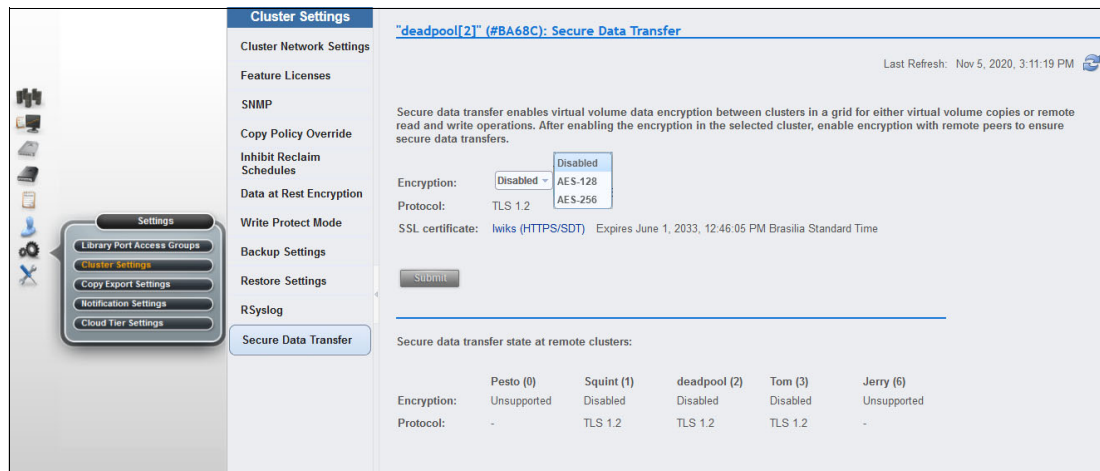 Settings
Library Port Access Groups
Cluster Settings
Copy Export Settings
Notification Settings
Cloud Tier Settings
Cluster Settings
Cluster Network Settings
Feature Licenses
SNMP
Copy Policy Override
Inhibit Reclaim
Schedules
Data at Rest Encryption
Write Protect Mode
Backup Settings
Restore Settings
RSyslog
Secure Data Transfer
"deadpool[2]" (#BA68C): Secure Data Transfer
Last Refresh: Nov 5, 2020, 3:11:19 PM
Secure data transfer enables virtual volume data encryption between clusters in a grid for either virtual volume copies or remote
read and write operations. After enabling the encryption in the selected cluster, enable encryption with remote peers to ensure
secure data transfers.
Encryption: Disabled
Disabled
AES-128
AES-256
Protocol: TLS 1.2
SSL certificate: lwiks (HTTPS/SDT) Expires June 1, 2033, 12:46:05 PM Brasilia Standard Time
Submit
Secure data transfer state at remote clusters:
Pesto (0) Squint (1) deadpool (2) Tom (3) Jerry (6)
Encryption: Unsupported Disabled Disabled Disabled Unsupported
Protocol: - TLS 1.2 TLS 1.2 TLS 1.2 -